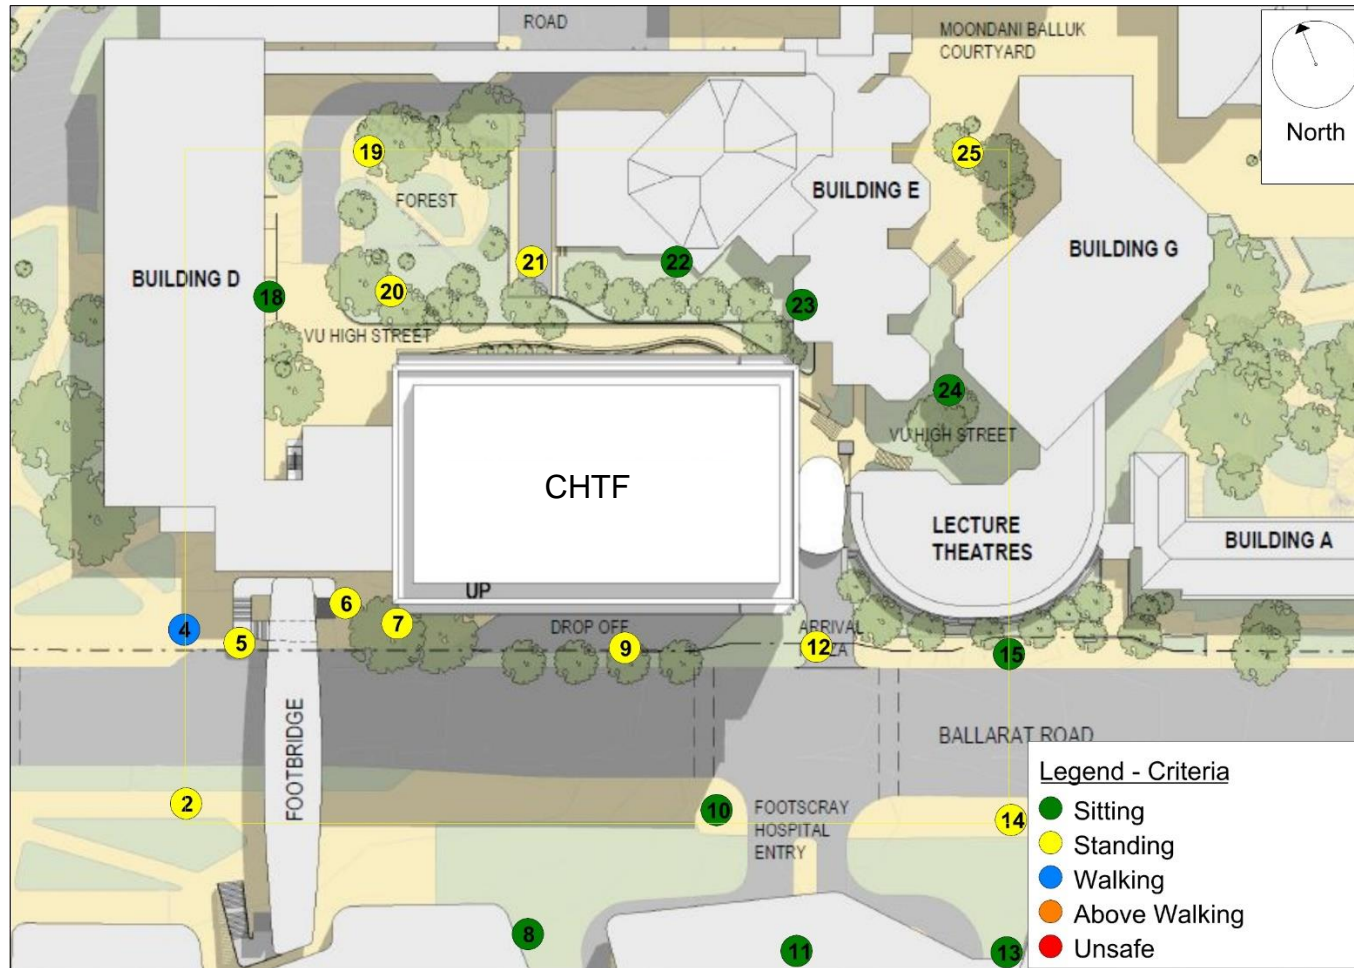 ROAD
MOONDANI BALLUK
COURTYARD
North
19
25
FOREST
BUILDING E
BUILDING D
BUILDING G
21
22
20
18
23
VU HIGH STREET
24
VU HIGH STREET
CHTF
LECTURE
THEATRES
BUILDING A
UP
6
7
4
5
DROP OFF
9
ARRIVAL
12
ZA
15
FOOTBRIDGE
BALLARAT ROAD
2
10
FOOTSCRAY
HOSPITAL
ENTRY
14
8
11
13
Legend - Criteria
Sitting
Standing
Walking
Above Walking
Unsafe